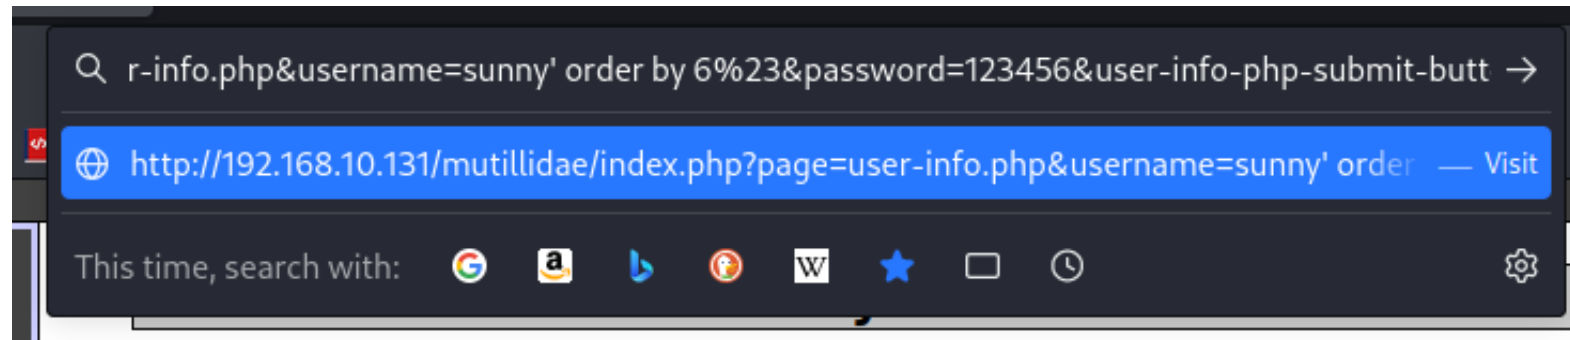 r-info.php&username=sunny' order by 6%23&password=123456&user-info-php-submit-butt
http://192.168.10.131/mutillidae/index.php?page=user-info.php&username=sunny' order — Visit
This time, search with: